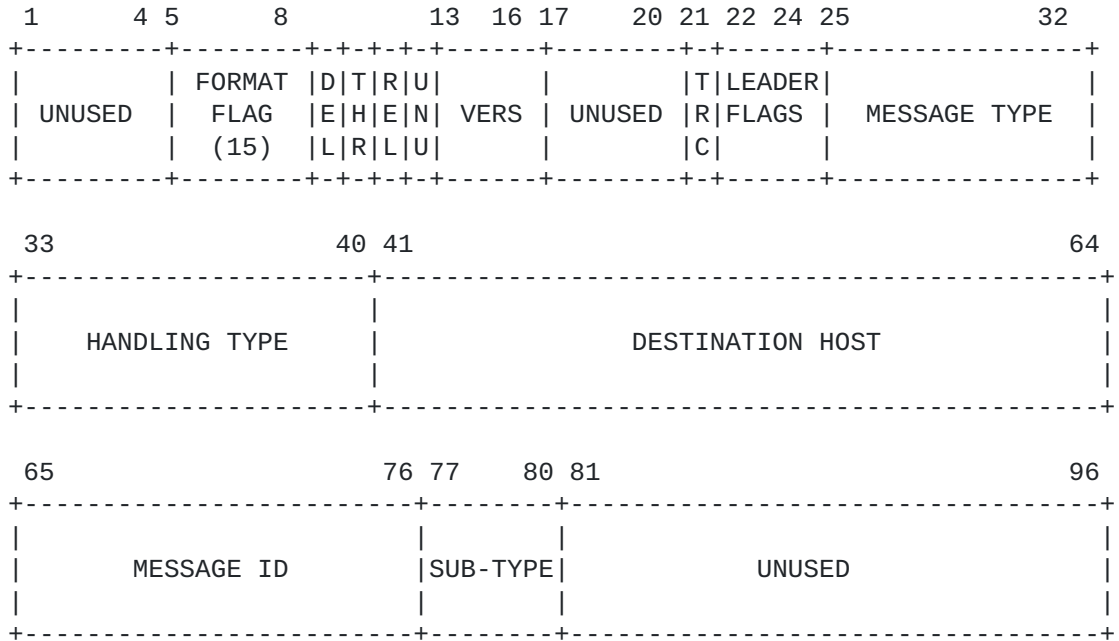 1 4 5 8 13 16 17 20 21 22 24 25 32
+---------+--------+-+-+-+-+------+--------+-+------+----------------+
| | FORMAT |D|T|R|U| | |T|LEADER| |
| UNUSED | FLAG |E|H|E|N| VERS | UNUSED |R|FLAGS | MESSAGE TYPE |
| | (15) |L|R|L|U| | |C| | |
+---------+--------+-+-+-+-+------+--------+-+------+----------------+
33 40 41 64
+----------------------+----------------------------------------------+
| | |
| HANDLING TYPE | DESTINATION HOST |
| | |
+----------------------+----------------------------------------------+
65 76 77 80 81 96
+-------------------------+--------+----------------------------------+
| | | |
| MESSAGE ID |SUB-TYPE| UNUSED |
| | | |
+-------------------------+--------+----------------------------------+